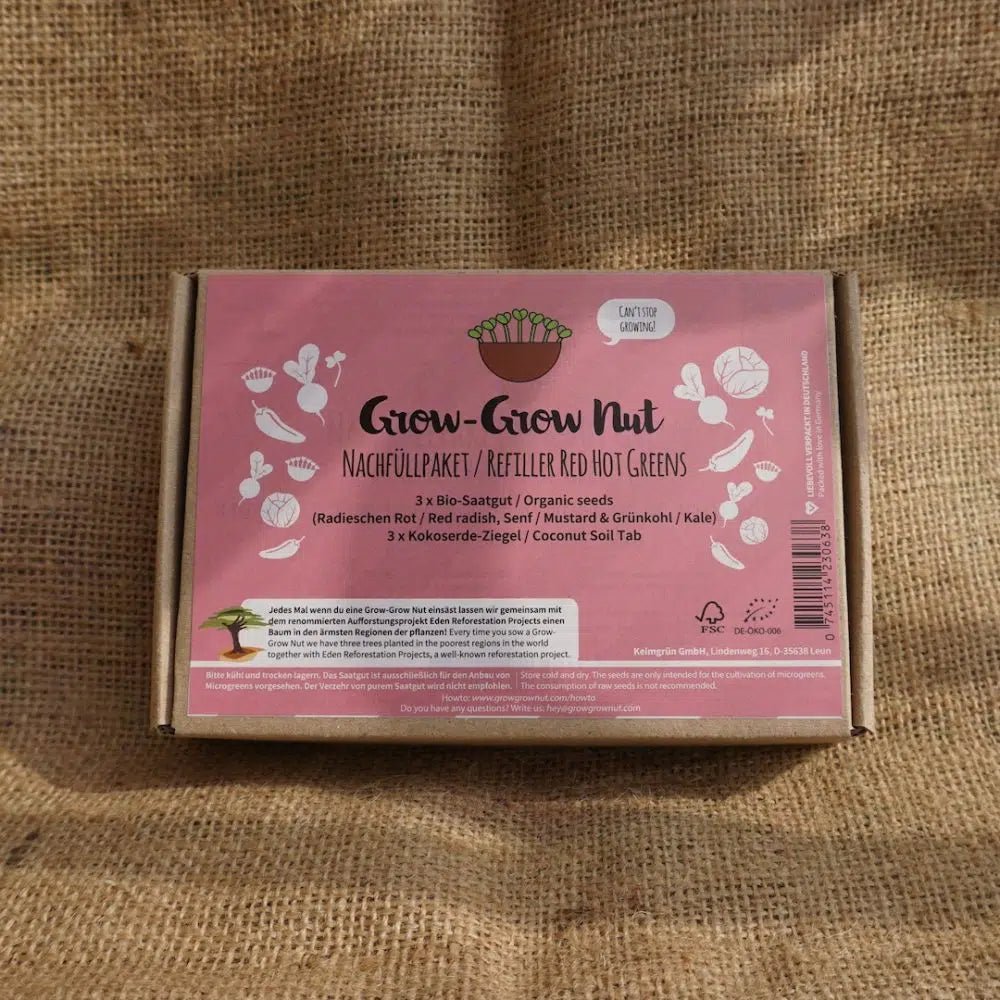 CAN'T STOP
GROWING!
Grow-Grow Nut
NACHFÜLLPAKET / REFILLER RED HOT GREENS
3 x Bio-Saatgut / Organic seeds
(Radieschen Rot / Red radish, Senf / Mustard & Grünkohl / Kale)
3 x Kokoserde-Ziegel / Coconut Soil Tab
LIEBEVOLL VERPACKT IN DEUTSCHLAND
Packed with love in Germany
0 745114 230638
Jedes Mal wenn du eine Grow-Grow Nut einsäst lassen wir gemeinsam mit
dem renommierten Aufforstungsprojekt Eden Reforestation Projects einen
Baum in den ärmsten Regionen der pflanzen! Every time you sow a Grow-
Grow Nut we have three trees planted in the poorest regions in the world
together with Eden Reforestation Projects, a well-known reforestation project.
FSC
DE-ÖKO-006
Keimgrün GmbH, Lindenweg 16, D-35638 Leun
Bitte kühl und trocken lagern. Das Saatgut ist ausschließlich für den Anbau von
Microgreens vorgesehen. Der Verzehr von purem Saatgut wird nicht empfohlen.
Store cold and dry. The seeds are only intended for the cultivation of microgreens.
The consumption of raw seeds is not recommended.
Howto: www.growgrownut.com/howto
Do you have any questions? Write us: hey@growgrownut.com